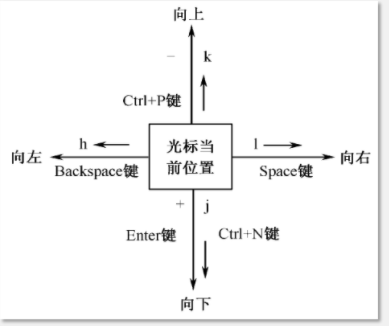 向上
− k
Ctrl+P键
h
光标当
前位置
l
向左
向右
Backspace键
Space键
+ j
Enter键
Ctrl+N键
向下